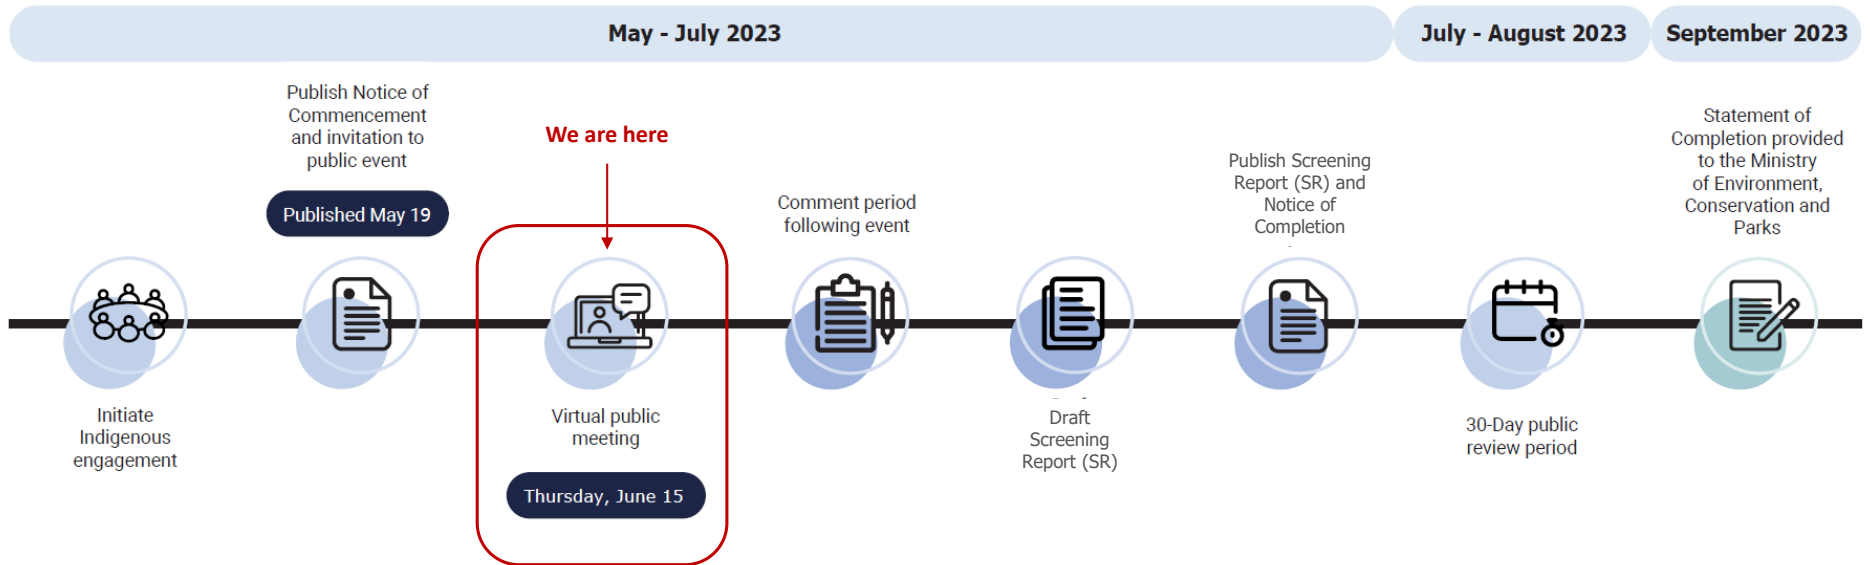 May - July 2023
July - August 2023
September 2023
Initiate
Indigenous
engagement
Publish Notice of
Commencement
and invitation to
public event
Published May 19
We are here
Virtual public
meeting
Thursday, June 15
Comment period
following event
Draft
Screening
Report (SR)
Publish Screening
Report (SR) and
Notice of
Completion
30-Day public
review period
Statement of
Completion provided
to the Ministry
of Environment,
Conservation and
Parks